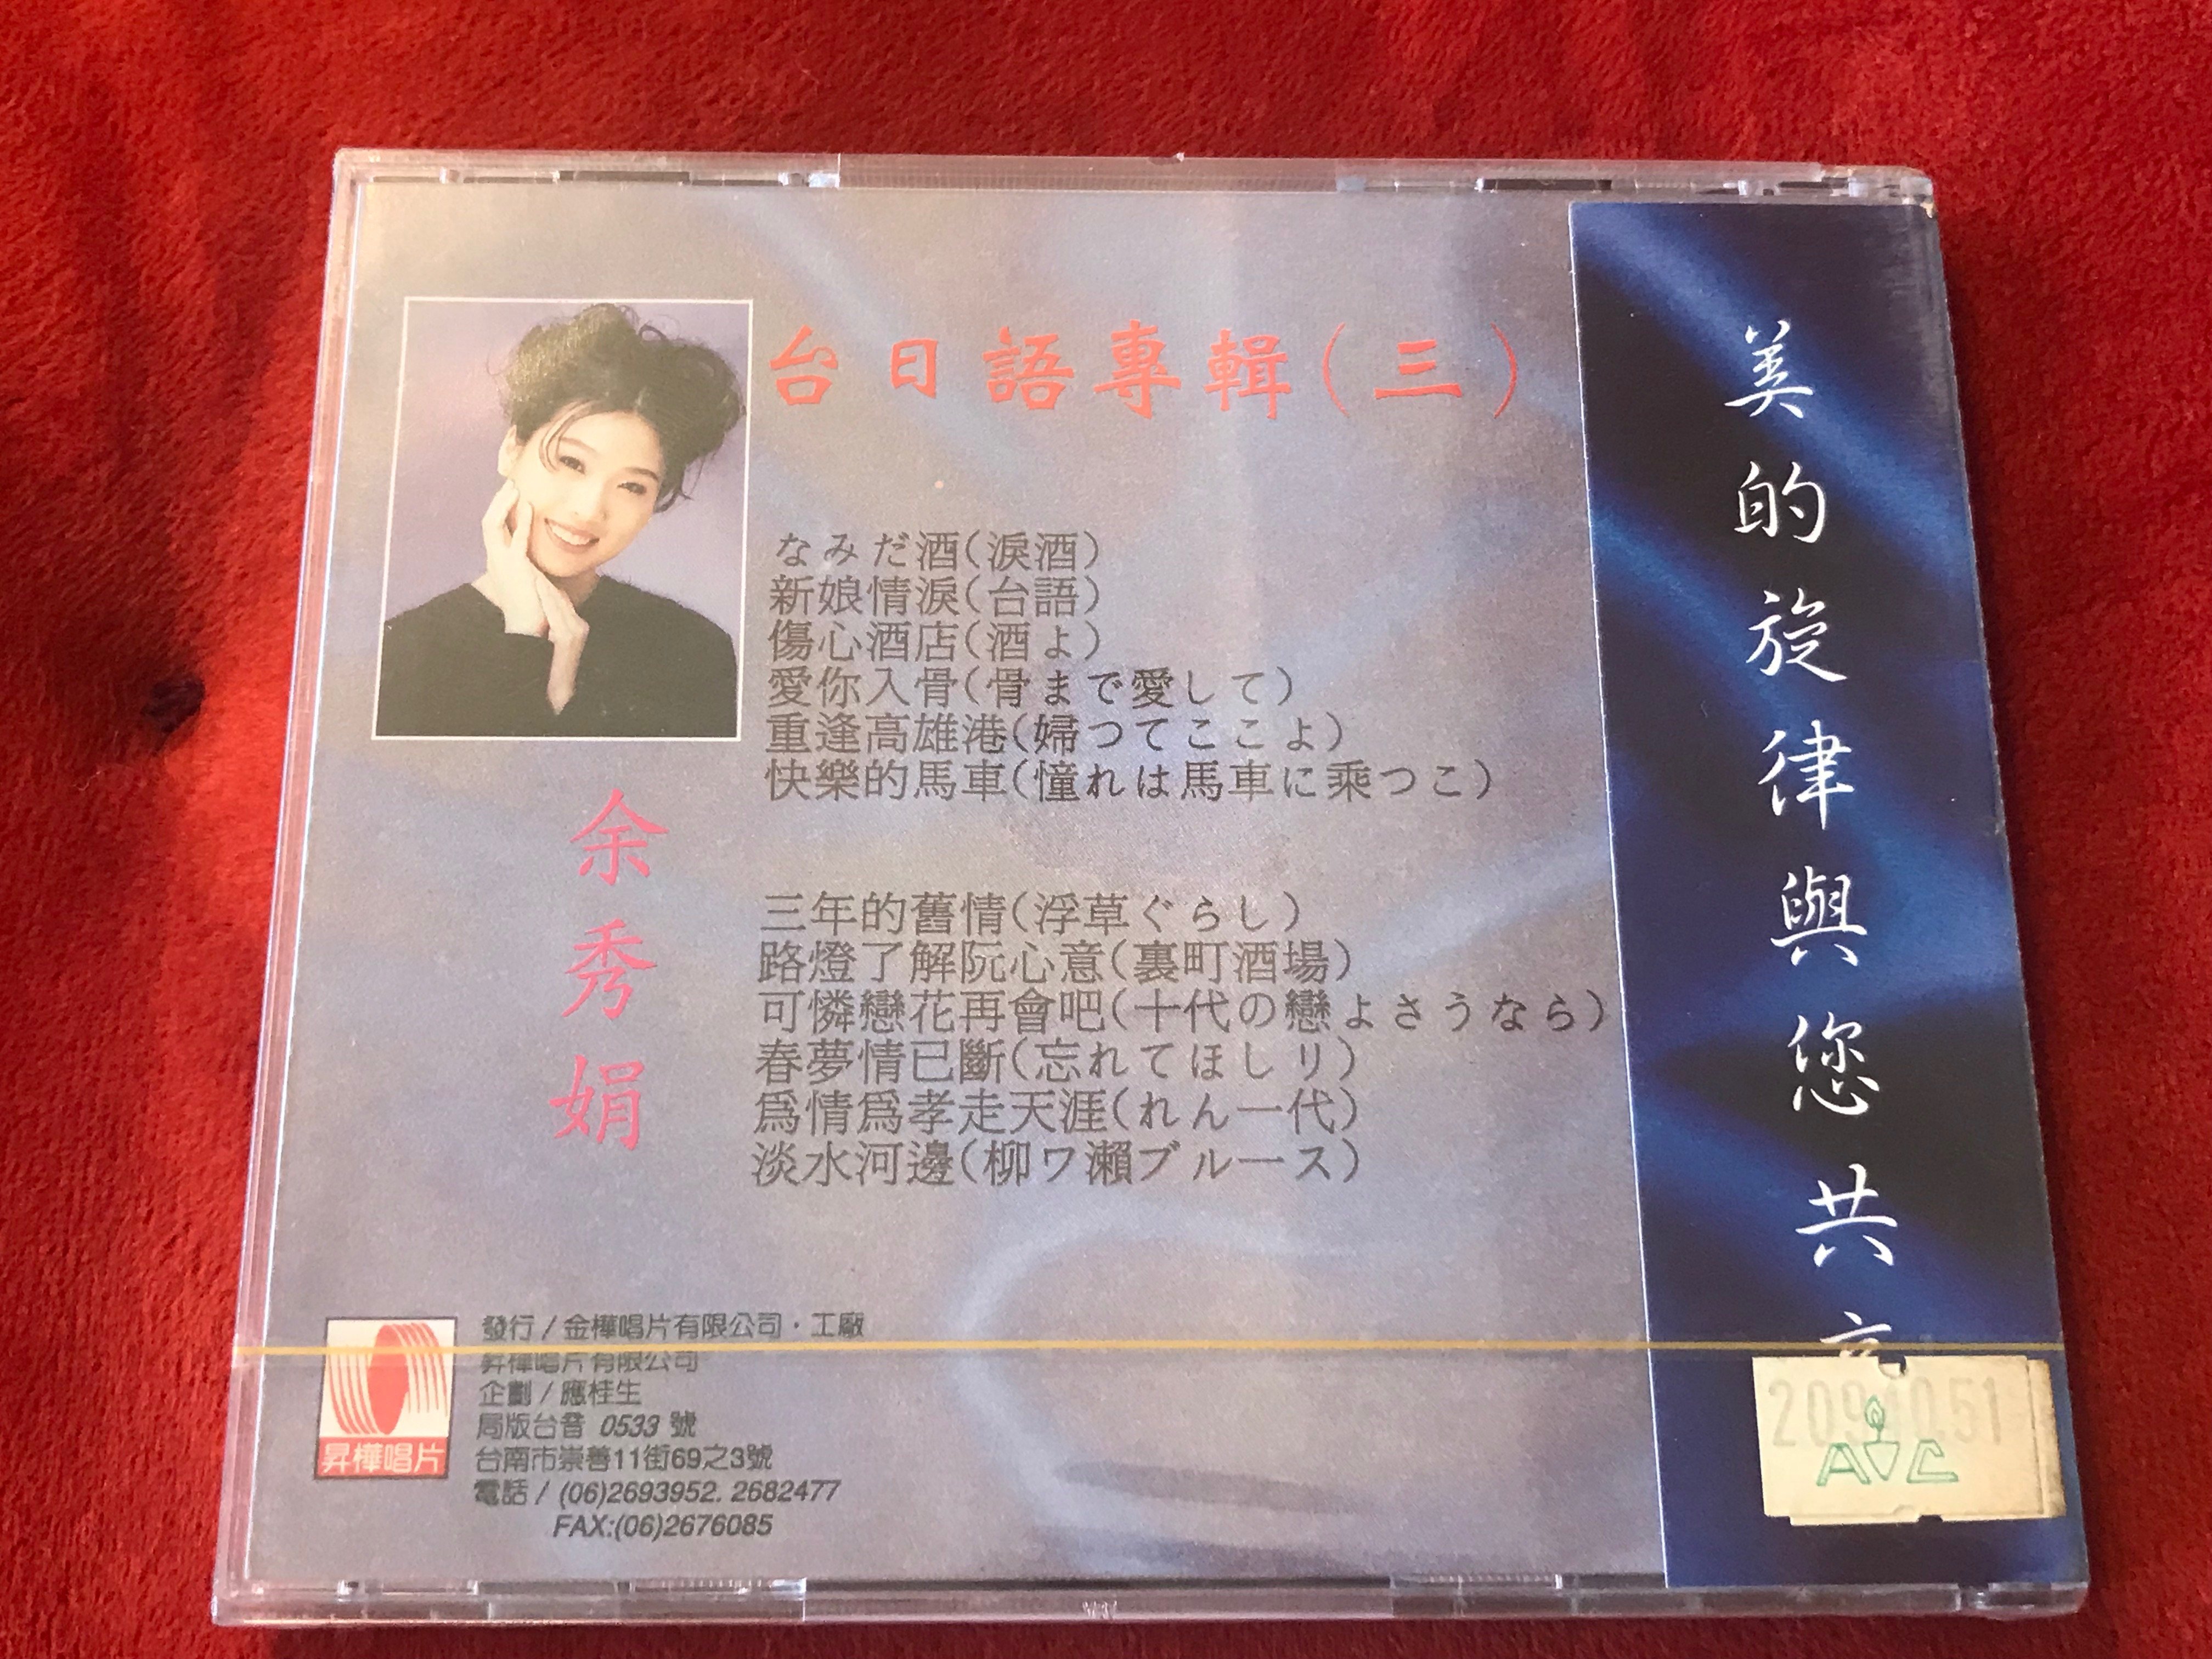 台日語專輯(三)
なみだ酒(淚酒)
新娘情淚(台語)
傷心酒店(酒よ)
愛你入骨(骨まで愛して)
重逢高雄港(婦つてここよ)
快樂的馬車(憧れは馬車に乘つこ)
三年的舊情(浮草ぐらし)
路燈了解阮心意(裏町酒場)
可憐戀花再會吧(十代の戀よさうなら)
春夢情已斷(忘れてほしリ)
爲情爲孝走天涯(れん一代)
淡水河邊(柳ワ瀨ブルース)
余秀娟
發行/金樺唱片有限公司·工廠
昇樺唱片有限公司
企劃/應桂生
局版台音 0533 號
台南市崇善11街69之3號
電話/(06)2693952. 2682477
FAX:(06)2676085
昇樺唱片
美的旋律與您共
AVC